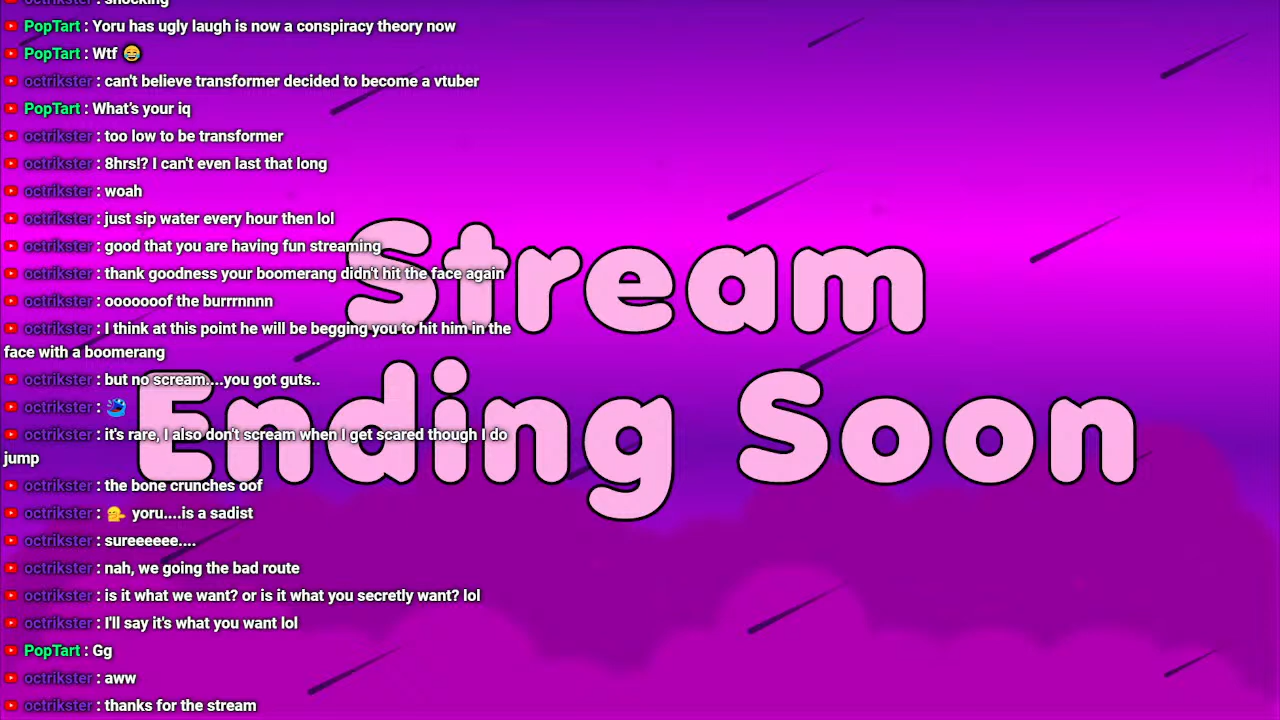 octrikster : shocking
PopTart : Yoru has ugly laugh is now a conspiracy theory now
PopTart : Wtf 😂
octrikster : can't believe transformer decided to become a vtuber
PopTart : What's your iq
octrikster : too low to be transformer
octrikster : 8hrs!? I can't even last that long
octrikster : woah
octrikster : just sip water every hour then lol
octrikster : good that you are having fun streaming
octrikster : thank goodness your boomerang didn't hit the face again
octrikster : ooooooof the burrrnnnn
octrikster : I think at this point he will be begging you to hit him in the
face with a boomerang
octrikster : but no scream....you got guts..
octrikster :
octrikster : it's rare, I also don't scream when I get scared though I do
jump
octrikster : the bone crunches oof
octrikster : yoru....is a sadist
octrikster : sureeeeee....
octrikster : nah, we going the bad route
octrikster : is it what we want? or is it what you secretly want? lol
octrikster : I'll say it's what you want lol
PopTart : Gg
octrikster : aww
octrikster : thanks for the stream
Stream
Ending Soon